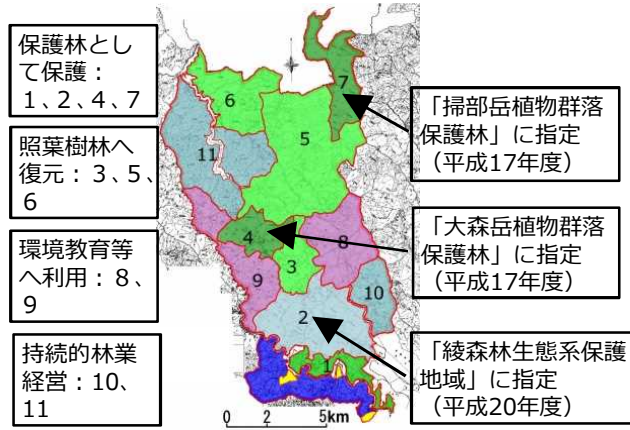 保護林とし
て保護：
1、2、4、7
照葉樹林へ
復元：3、5、
6
環境教育等
へ利用：8、
9
持続的林業
経営：10、
11
6
7
5
11
4
8
3
9
10
2
1
0 2 5km
「掃部岳植物群落
保護林」に指定
（平成17年度）
「大森岳植物群落
保護林」に指定
（平成17年度）
「綾森林生態系保護
地域」に指定
（平成20年度）